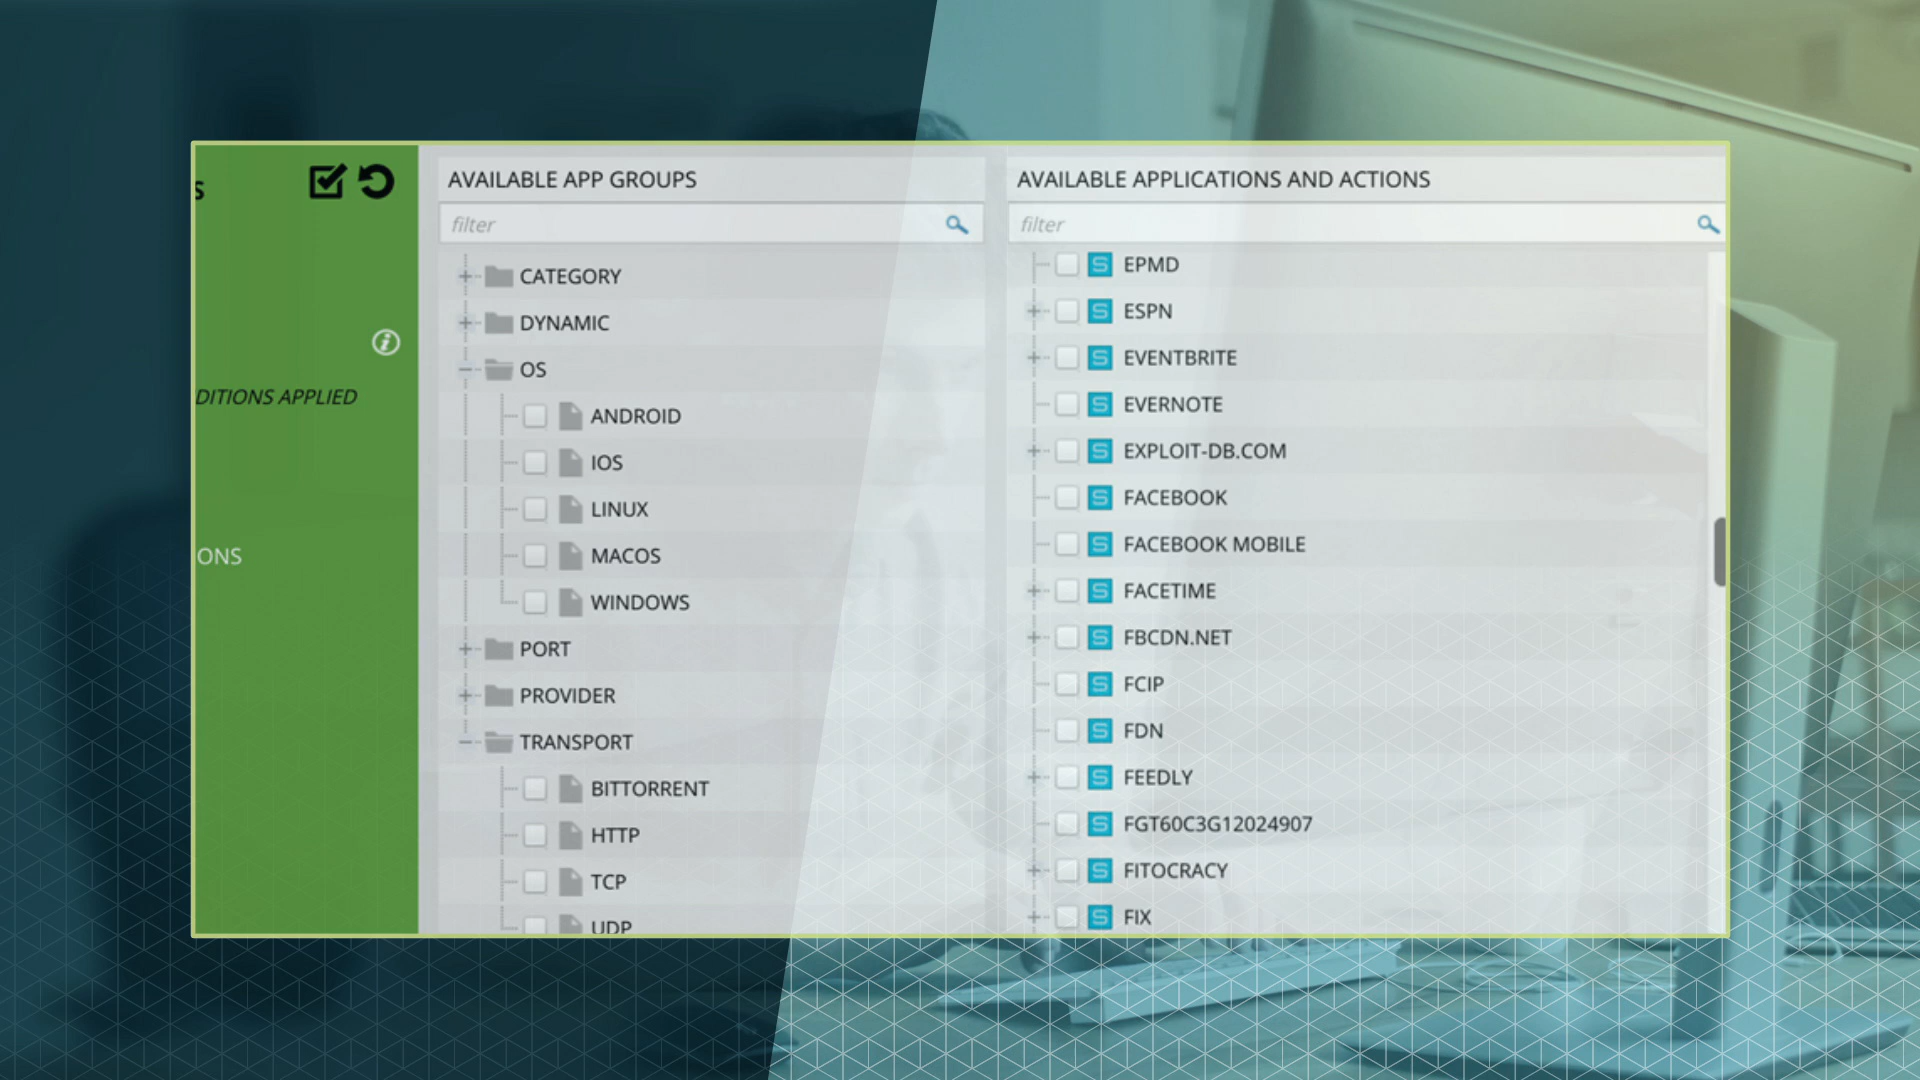 S
DITIONS APPLIED
ONS
AVAILABLE APP GROUPS
filter
CATEGORY
DYNAMIC
OS
ANDROID
IOS
LINUX
MACOS
WINDOWS
PORT
PROVIDER
TRANSPORT
BITTORRENT
HTTP
TCP
UDP
AVAILABLE APPLICATIONS AND ACTIONS
filter
S EPMD
S ESPN
S EVENTBRITE
S EVERNOTE
S EXPLOIT-DB.COM
S FACEBOOK
S FACEBOOK MOBILE
S FACETIME
S FBCDN.NET
S FCIP
S FDN
S FEEDLY
S FGT60C3G12024907
S FITOCRACY
S FIX